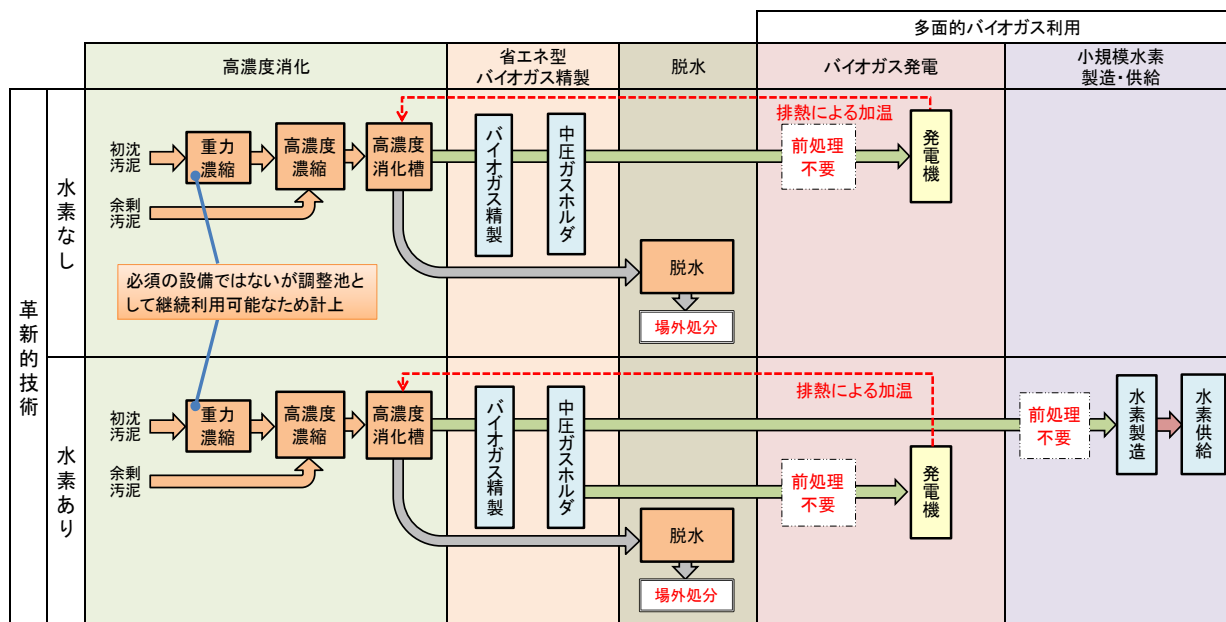 多面的バイオガス利用
高濃度消化
省エネ型
バイオガス精製
脱水
バイオガス発電
小規模水素
製造・供給
革新的技術
水素なし
初沈
汚泥
重力
濃縮
高濃度
濃縮
高濃度
消化槽
余剰
汚泥
バイオガス精製
中圧ガスホルダ
排熱による加温
前処理
不要
発電機
脱水
場外処分
必須の設備ではないが調整池と
して継続利用可能なため計上
水素あり
初沈
汚泥
重力
濃縮
高濃度
濃縮
高濃度
消化槽
余剰
汚泥
バイオガス精製
中圧ガスホルダ
排熱による加温
前処理
不要
水素製造
水素供給
前処理
不要
発電機
脱水
場外処分